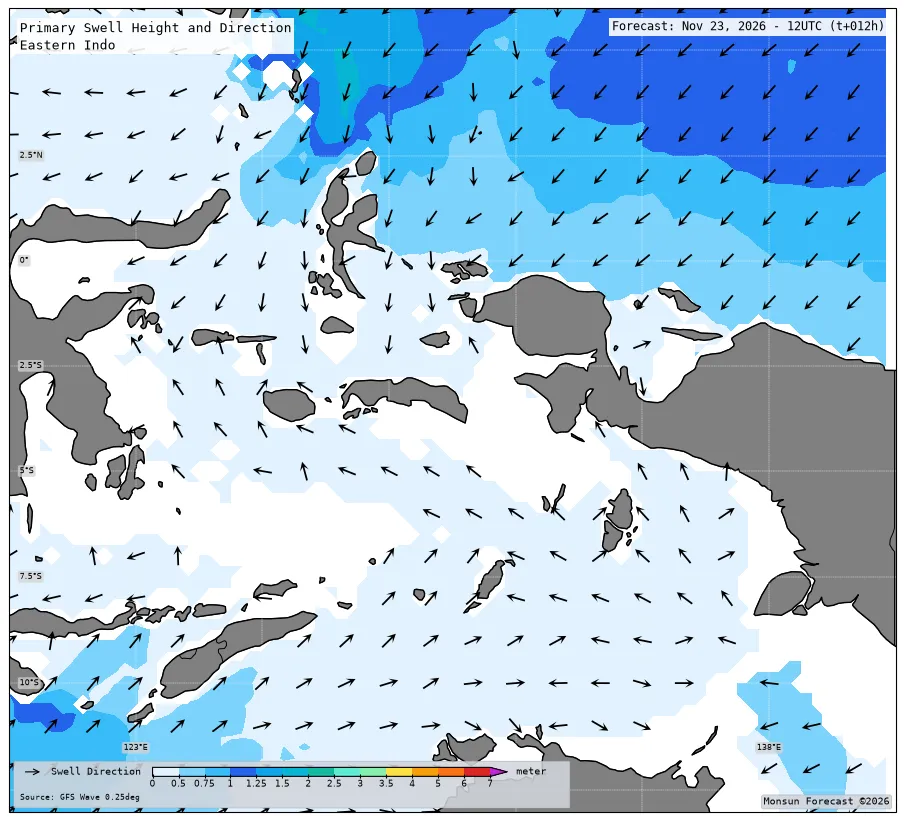 Primary Swell Height and Direction
Eastern Indo
Forecast: Nov 23, 2026 - 12UTC (t+012h)
2.5°N
0°
2.5°S
5°S
7.5°S
10°S
123°E
138°E
Swell Direction
0 0.5 0.75 1 1.25 1.5 2 2.5 3 3.5 4 5 6 7
meter
Source: GFS Wave 0.25deg
Monsun Forecast ©2026